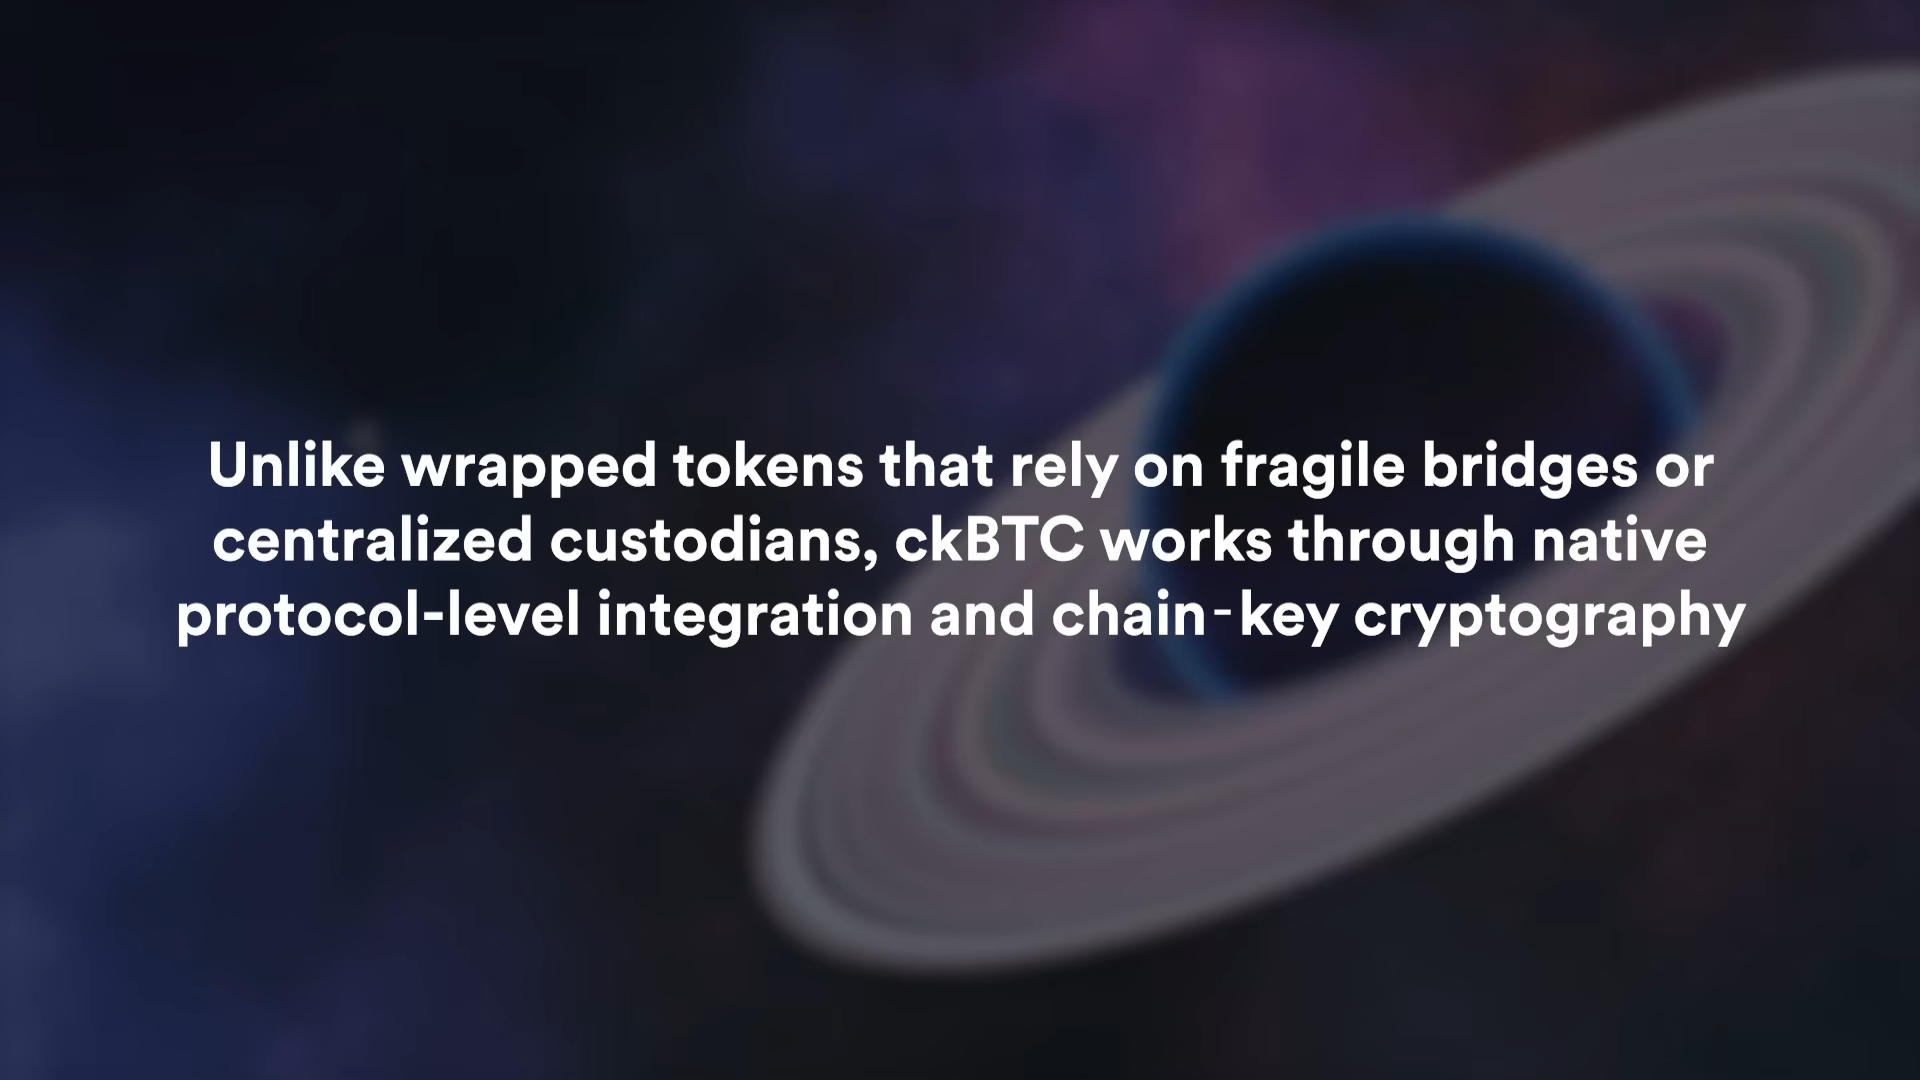 Unlike wrapped tokens that rely on fragile bridges or
centralized custodians, ckBTC works through native
protocol-level integration and chain-key cryptography